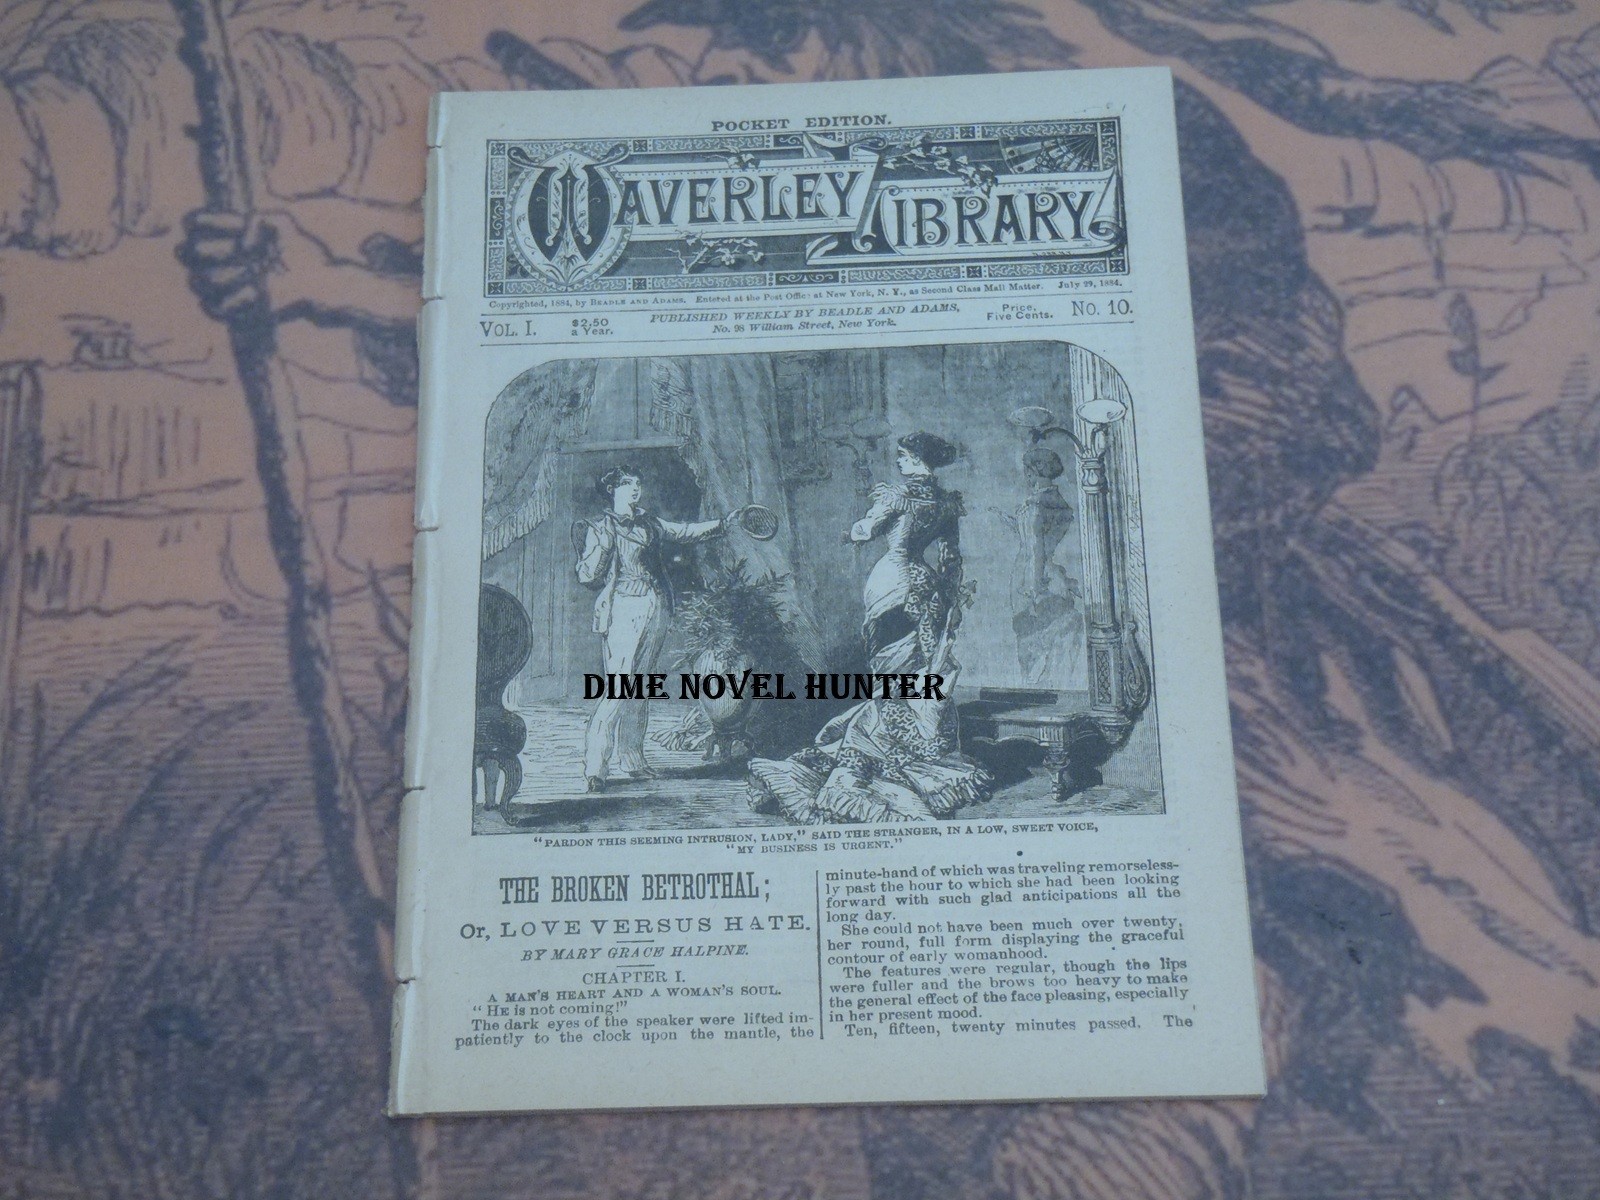 POCKET EDITION.
WAVERLEY LIBRARY
Copyrighted, 1884, by BEADLE AND ADAMS. Entered at the Post Office at New York, N. Y., as Second Class Mail Matter. July 29, 1884.
VOL. I.
$2.50
a Year.
PUBLISHED WEEKLY BY BEADLE AND ADAMS,
No. 98 William Street, New York.
Price,
Five Cents.
No. 10.
DIME NOVEL HUNTER
"PARDON THIS SEEMING INTRUSION, LADY," SAID THE STRANGER, IN A LOW, SWEET VOICE,
"MY BUSINESS IS URGENT."
THE BROKEN BETROTHAL;
Or, LOVE VERSUS HATE.
BY MARY GRACE HALPINE.
CHAPTER I.
A MAN'S HEART AND A WOMAN'S SOUL.
"HE is not coming!"
The dark eyes of the speaker were lifted im-
patiently to the clock upon the mantle, the
minute-hand of which was traveling remorseless-
ly past the hour to which she had been looking
forward with such glad anticipations all the
long day.
She could not have been much over twenty,
her round, full form displaying the graceful
contour of early womanhood.
The features were regular, though the lips
were fuller and the brows too heavy to make
the general effect of the face pleasing, especially
in her present mood.
Ten, fifteen, twenty minutes passed. The